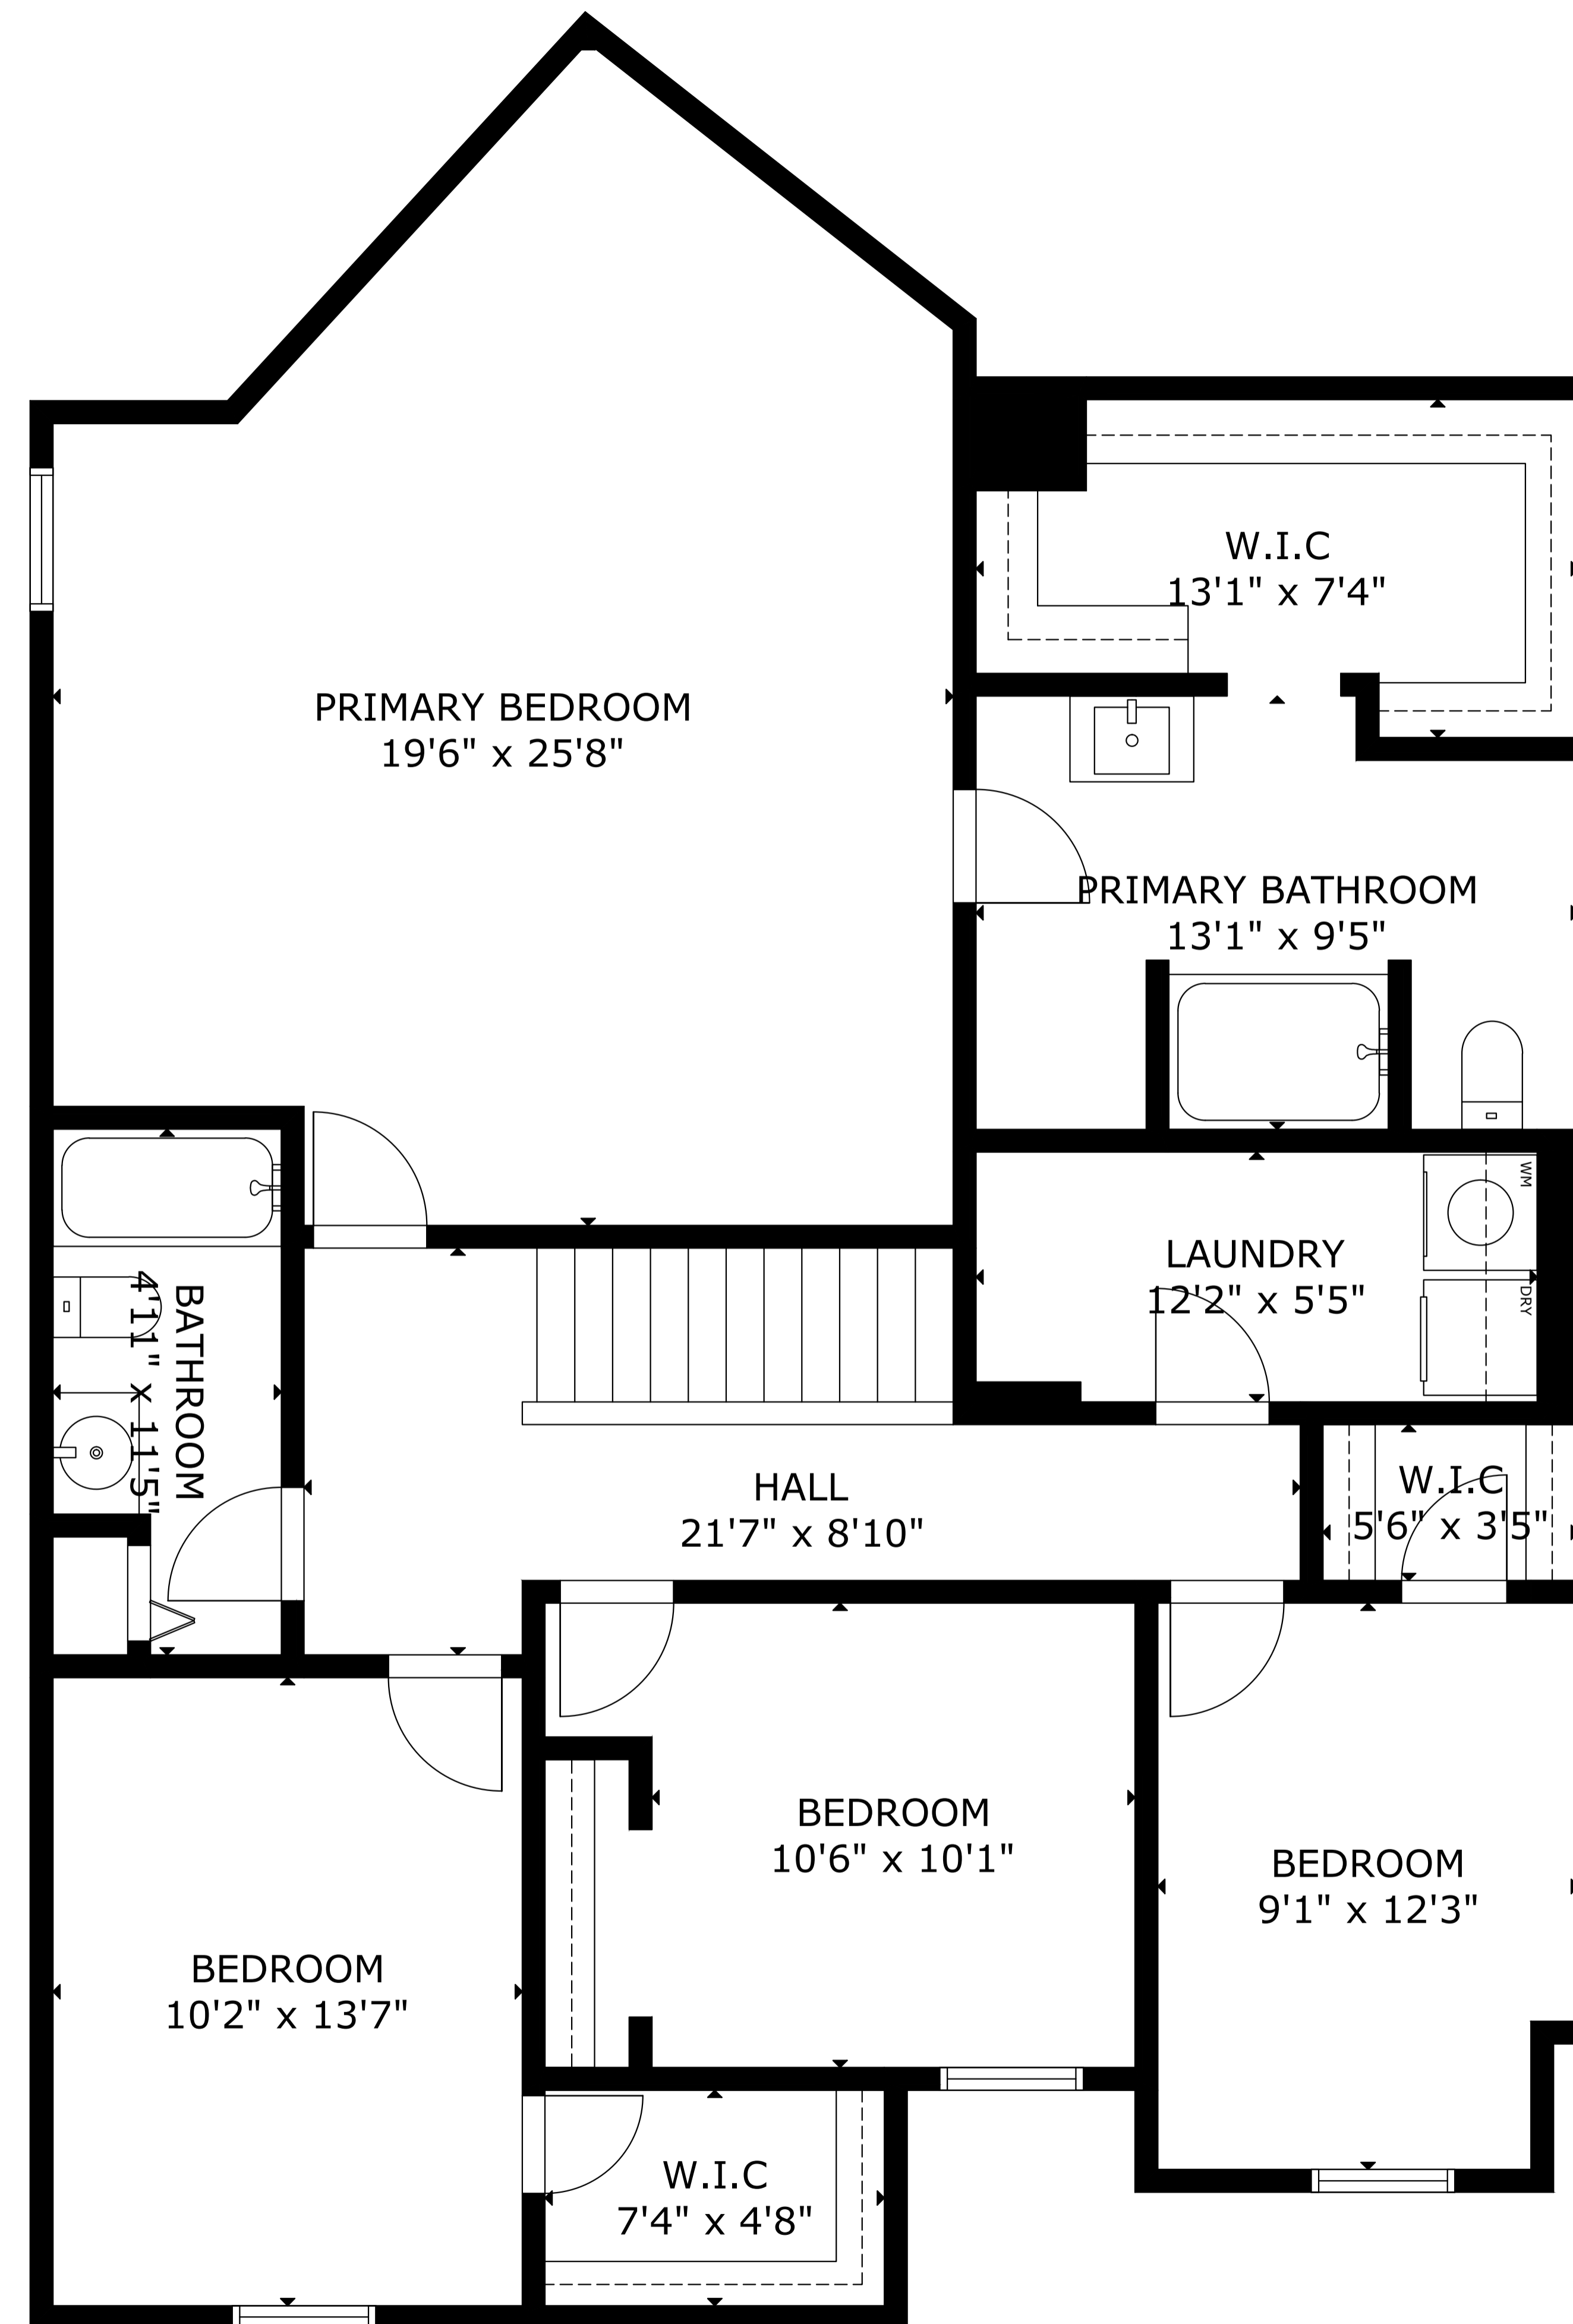 W.I.C
13'1" x 7'4"
PRIMARY BEDROOM
19'6" x 25'8"
PRIMARY BATHROOM
13'1" x 9'5"
WM
LAUNDRY
12'2" x 5'5"
DRY
BATHROOM
4'11" x 11'5"
HALL
21'7" x 8'10"
W.I.C
5'6" x 3'5"
BEDROOM
10'6" x 10'1"
BEDROOM
9'1" x 12'3"
BEDROOM
10'2" x 13'7"
W.I.C
7'4" x 4'8"